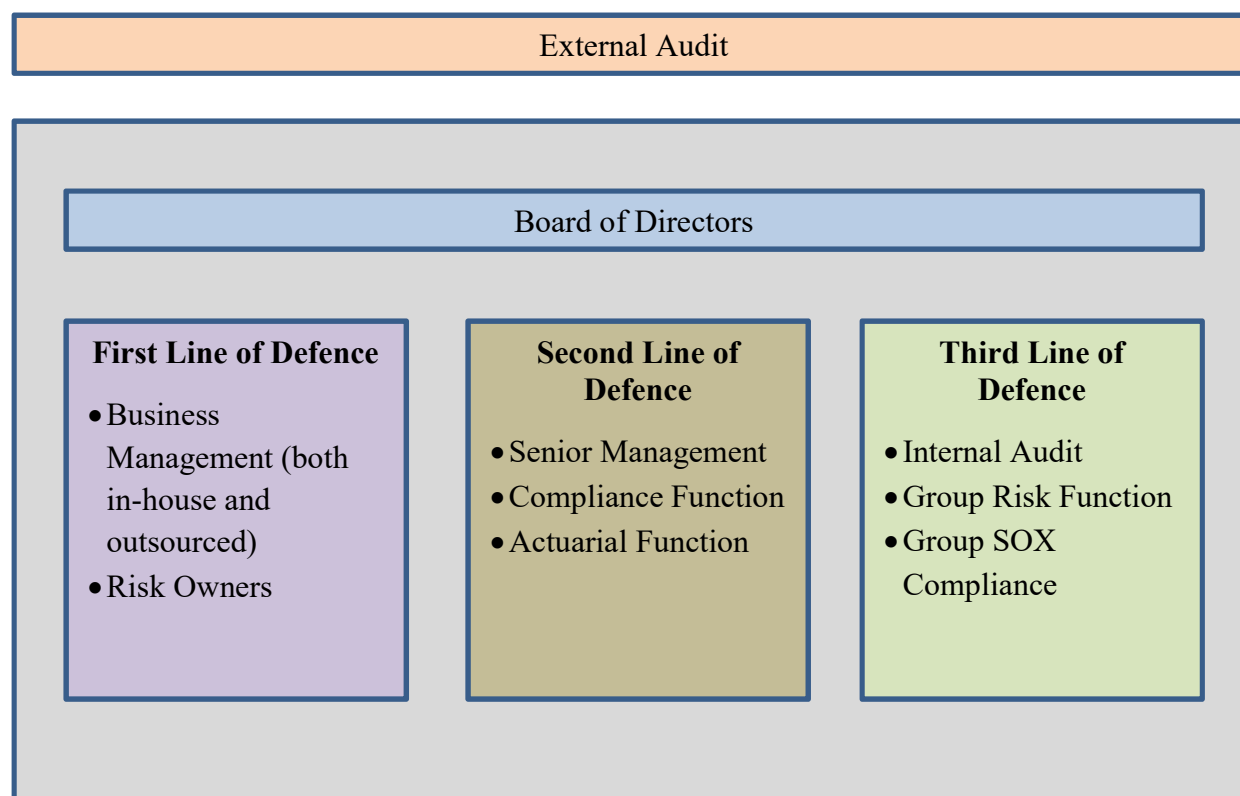 External Audit
Board of Directors
First Line of Defence
• Business
Management (both
in-house and
outsourced)
• Risk Owners
Second Line of
Defence
• Senior Management
• Compliance Function
• Actuarial Function
Third Line of
Defence
• Internal Audit
• Group Risk Function
• Group SOX
Compliance